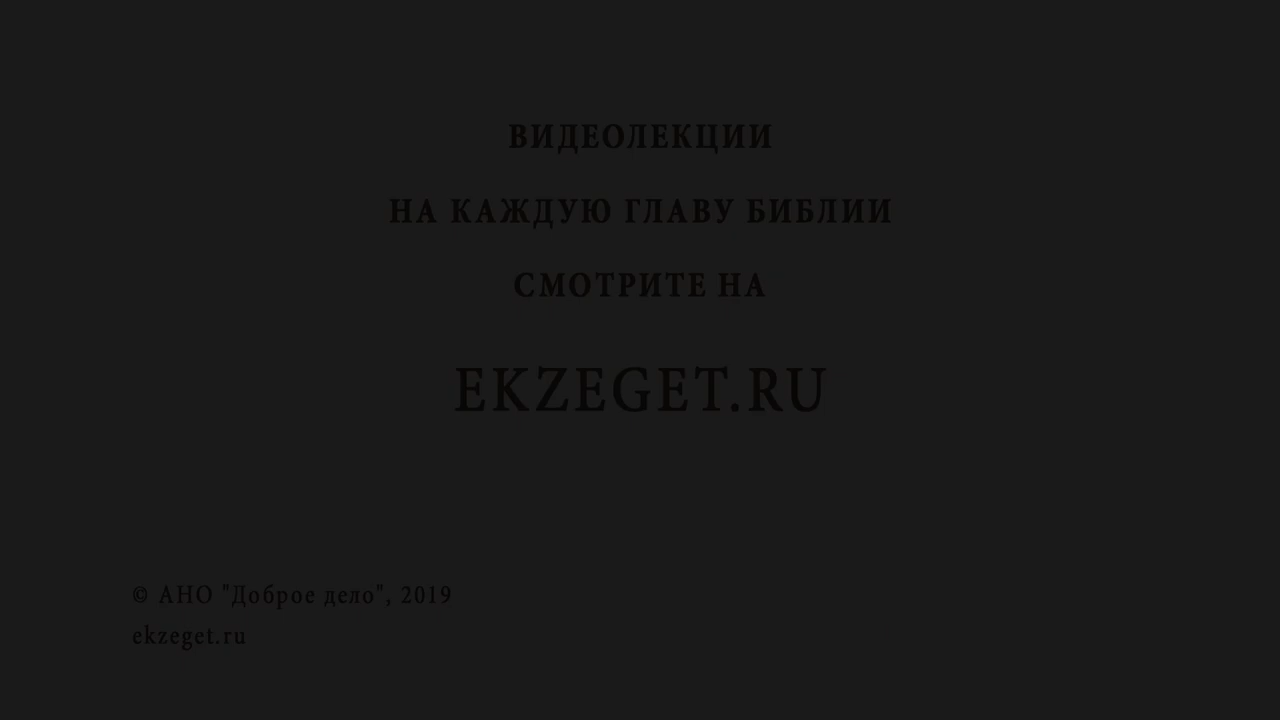 ВИДЕОЛЕКЦИИ
НА КАЖДУЮ ГЛАВУ БИБЛИИ
СМОТРИТЕ НА
EKZEGET.RU
© АНО "Доброе дело", 2019
ekzeget.ru